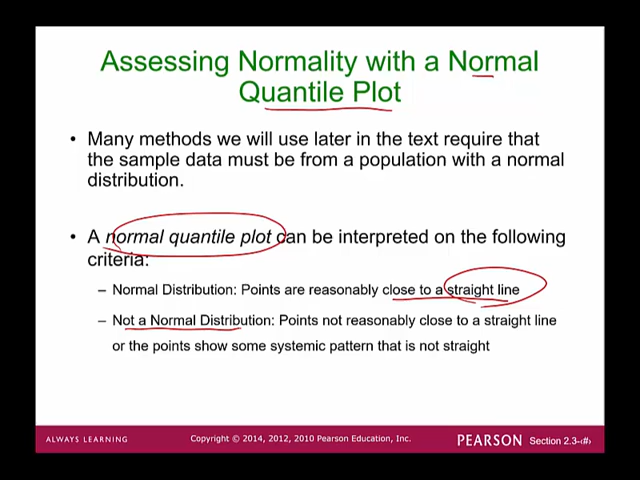 Assessing Normality with a Normal
Quantile Plot
• Many methods we will use later in the text require that
the sample data must be from a population with a normal
distribution.
• A normal quantile plot can be interpreted on the following
criteria:
– Normal Distribution: Points are reasonably close to a straight line
– Not a Normal Distribution: Points not reasonably close to a straight line
or the points show some systemic pattern that is not straight
ALWAYS LEARNING
Copyright © 2014, 2012, 2010 Pearson Education, Inc.
PEARSON
Section 2.3-‹#›